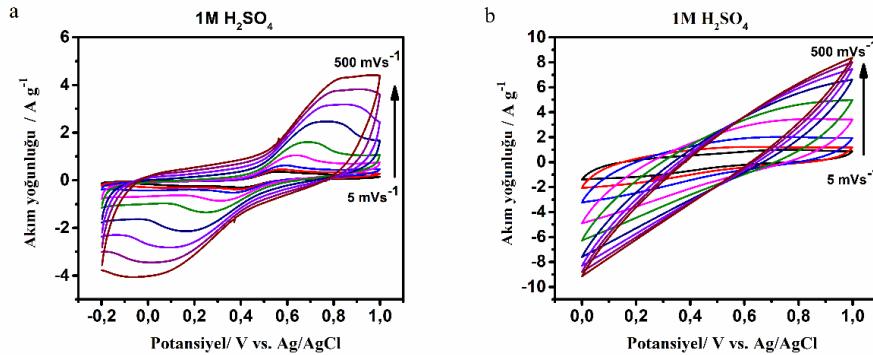 a
1M H₂SO₄
500 mVs⁻¹
5 mVs⁻¹
Akım yoğunluğu / A g⁻¹
6
4
2
0
-2
-4
-0,2 0,0 0,2 0,4 0,6 0,8 1,0
Potansiyel/ V vs. Ag/AgCl
b
1M H₂SO₄
500 mVs⁻¹
5 mVs⁻¹
Akım yoğunluğu / A g⁻¹
10
8
6
4
2
0
-2
-4
-6
-8
-10
0,0 0,2 0,4 0,6 0,8 1,0
Potansiyel/ V vs. Ag/AgCl